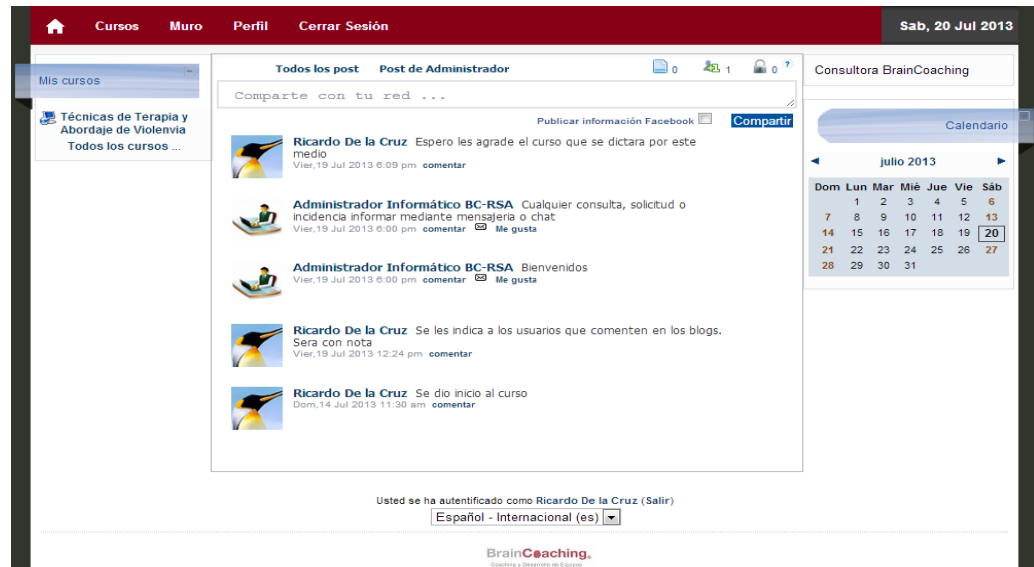 Cursos Muro Perfil Cerrar Sesión Sab, 20 Jul 2013
Mis cursos
Técnicas de Terapia y
Abordaje de Violenvia
Todos los cursos ...
Todos los post Post de Administrador 0 1 0 ?
Comparte con tu red ...
Publicar información Facebook Compartir
Ricardo De la Cruz Espero les agrade el curso que se dictara por este
medio
Vier,19 Jul 2013 6:09 pm comentar
Administrador Informático BC-RSA Cualquier consulta, solicitud o
incidencia informar mediante mensajeria o chat
Vier,19 Jul 2013 6:00 pm comentar Me gusta
Administrador Informático BC-RSA Bienvenidos
Vier,19 Jul 2013 6:00 pm comentar Me gusta
Ricardo De la Cruz Se les indica a los usuarios que comenten en los blogs.
Sera con nota
Vier,19 Jul 2013 12:24 pm comentar
Ricardo De la Cruz Se dio inicio al curso
Dom,14 Jul 2013 11:30 am comentar
Consultora BrainCoaching
Calendario
◄ julio 2013 ►
Dom Lun Mar Mié Jue Vie Sáb
1 2 3 4 5 6
7 8 9 10 11 12 13
14 15 16 17 18 19 20
21 22 23 24 25 26 27
28 29 30 31
Usted se ha autentificado como Ricardo De la Cruz (Salir)
Español - Internacional (es)
BrainCoaching.
Coaching y Desarrollo de Equipos